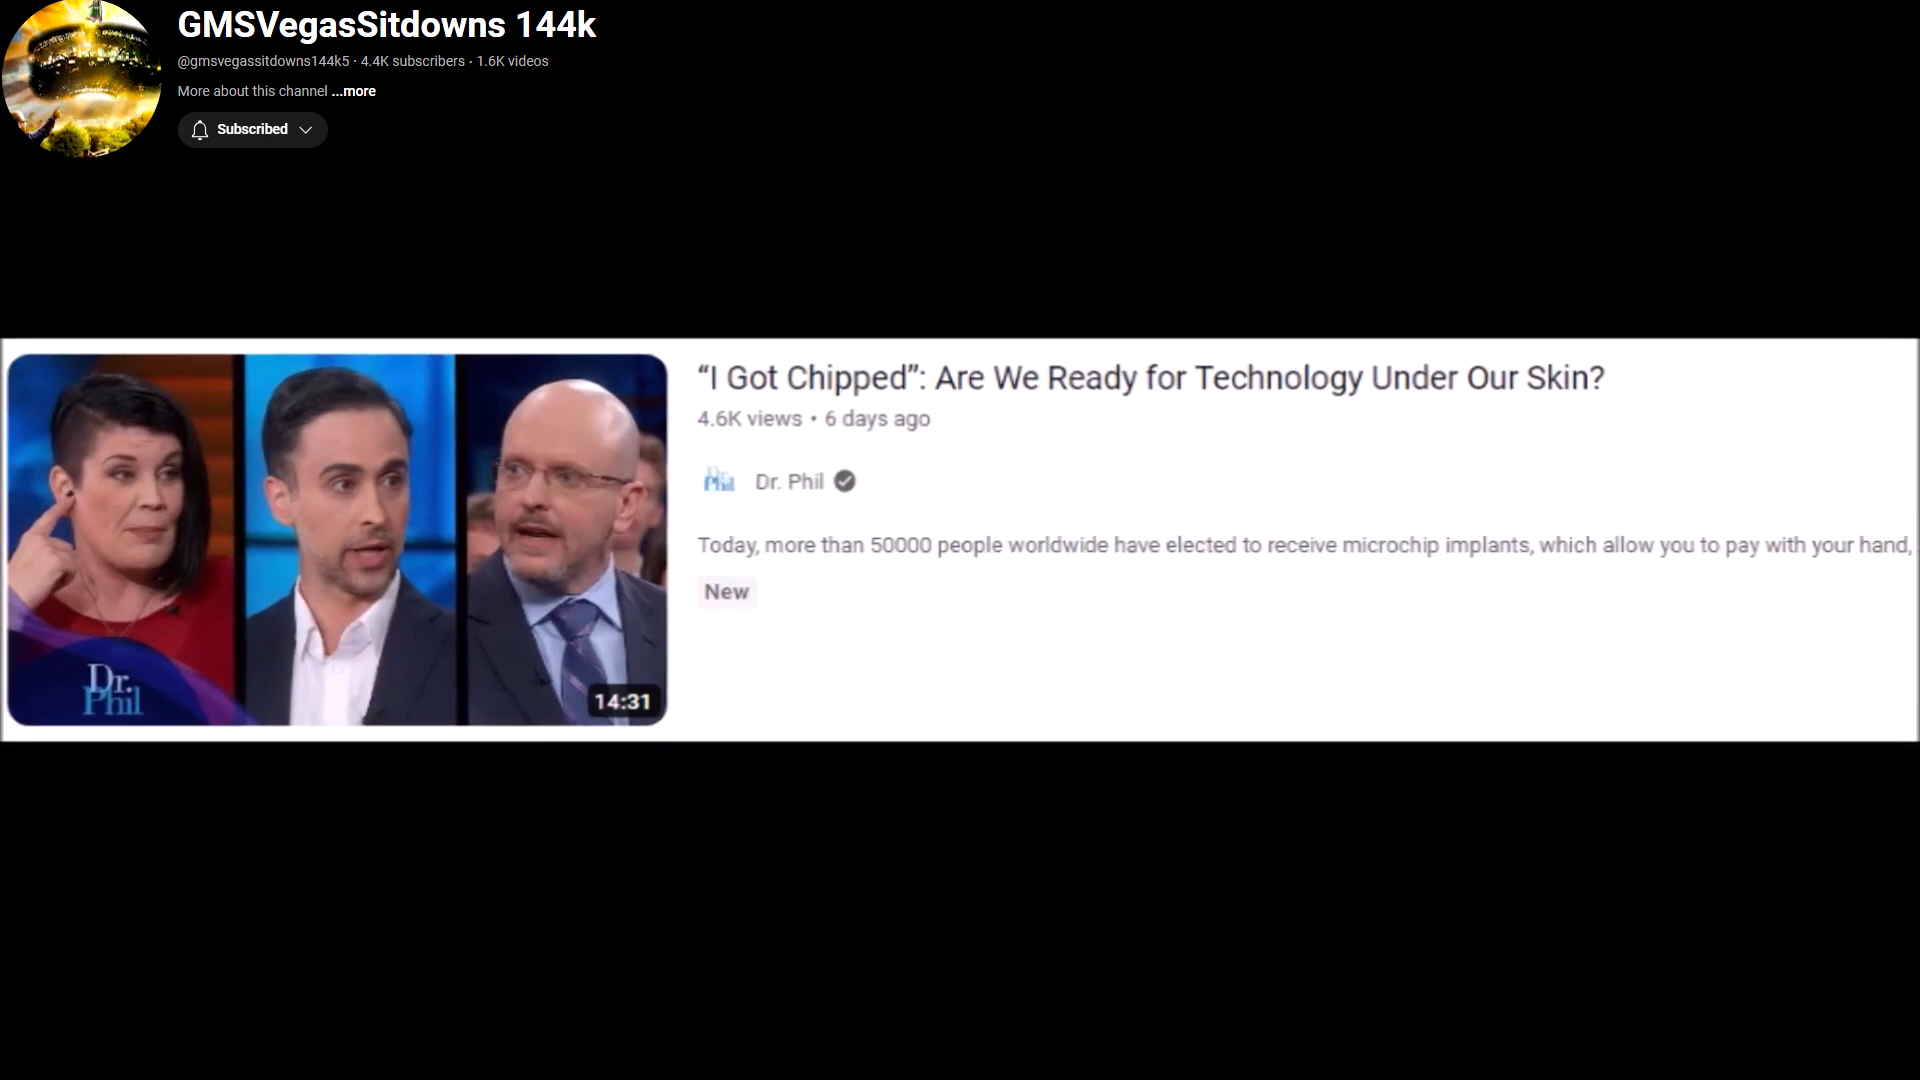 GMSVegasSitdowns 144k
@gmsvegassitdowns144k5 · 4.4K subscribers · 1.6K videos
More about this channel ...more
Subscribed
“I Got Chipped”: Are We Ready for Technology Under Our Skin?
4.6K views • 6 days ago
Dr. Phil
Dr. Phil
Today, more than 50000 people worldwide have elected to receive microchip implants, which allow you to pay with your hand,
New
Dr.
Phil
14:31